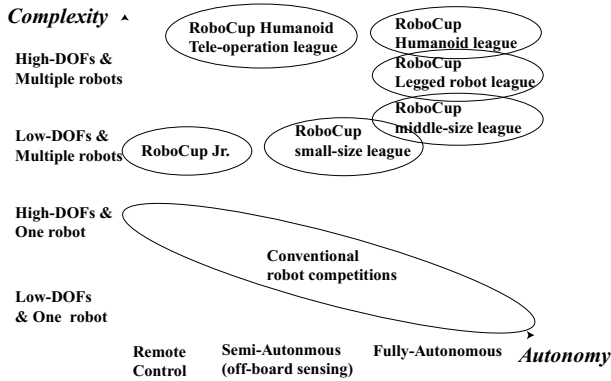 Complexity
RoboCup Humanoid
Tele-operation league
RoboCup
Humanoid league
High-DOFs &
Multiple robots
RoboCup
Legged robot league
RoboCup
middle-size league
Low-DOFs &
Multiple robots
RoboCup Jr.
RoboCup
small-size league
High-DOFs &
One robot
Conventional
robot competitions
Low-DOFs
& One robot
Remote
Control
Semi-Autonmous
(off-board sensing)
Fully-Autonomous
Autonomy